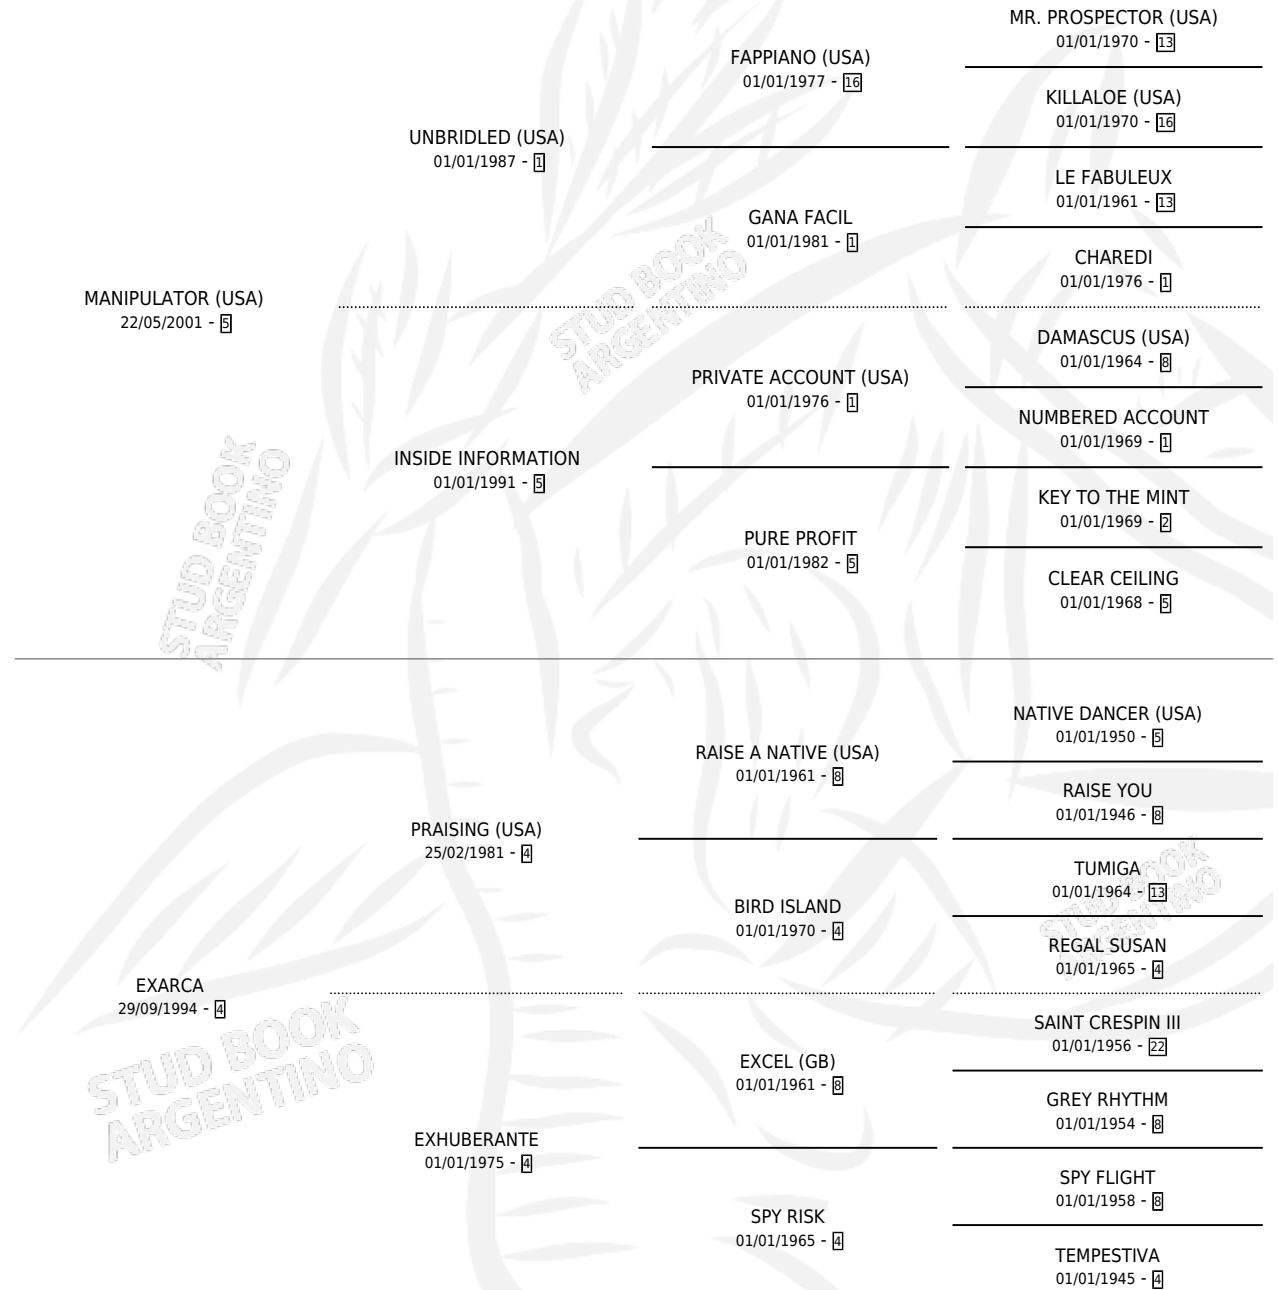 MR. PROSPECTOR (USA)
01/01/1970 - 13
FAPPIANO (USA)
01/01/1977 - 16
KILLALOE (USA)
01/01/1970 - 16
UNBRIDLED (USA)
01/01/1987 - 1
LE FABULEUX
01/01/1961 - 13
GANA FACIL
01/01/1981 - 1
CHAREDI
01/01/1976 - 1
MANIPULATOR (USA)
22/05/2001 - 5
DAMASCUS (USA)
01/01/1964 - 8
PRIVATE ACCOUNT (USA)
01/01/1976 - 1
NUMBERED ACCOUNT
01/01/1969 - 1
INSIDE INFORMATION
01/01/1991 - 5
KEY TO THE MINT
01/01/1969 - 2
PURE PROFIT
01/01/1982 - 5
CLEAR CEILING
01/01/1968 - 5
NATIVE DANCER (USA)
01/01/1950 - 5
RAISE A NATIVE (USA)
01/01/1961 - 8
RAISE YOU
01/01/1946 - 8
PRAISING (USA)
25/02/1981 - 4
TUMIGA
01/01/1964 - 13
BIRD ISLAND
01/01/1970 - 4
REGAL SUSAN
01/01/1965 - 4
EXARCA
29/09/1994 - 4
SAINT CRESPIN III
01/01/1956 - 22
EXCEL (GB)
01/01/1961 - 8
GREY RHYTHM
01/01/1954 - 8
EXHUBERANTE
01/01/1975 - 4
SPY FLIGHT
01/01/1958 - 8
SPY RISK
01/01/1965 - 4
TEMPESTIVA
01/01/1945 - 4
STUD BOOK
ARGENTINO
STUD BOOK
ARGENTINO
STUD BOOK
ARGENTINO
STUD BOOK
ARGENTINO